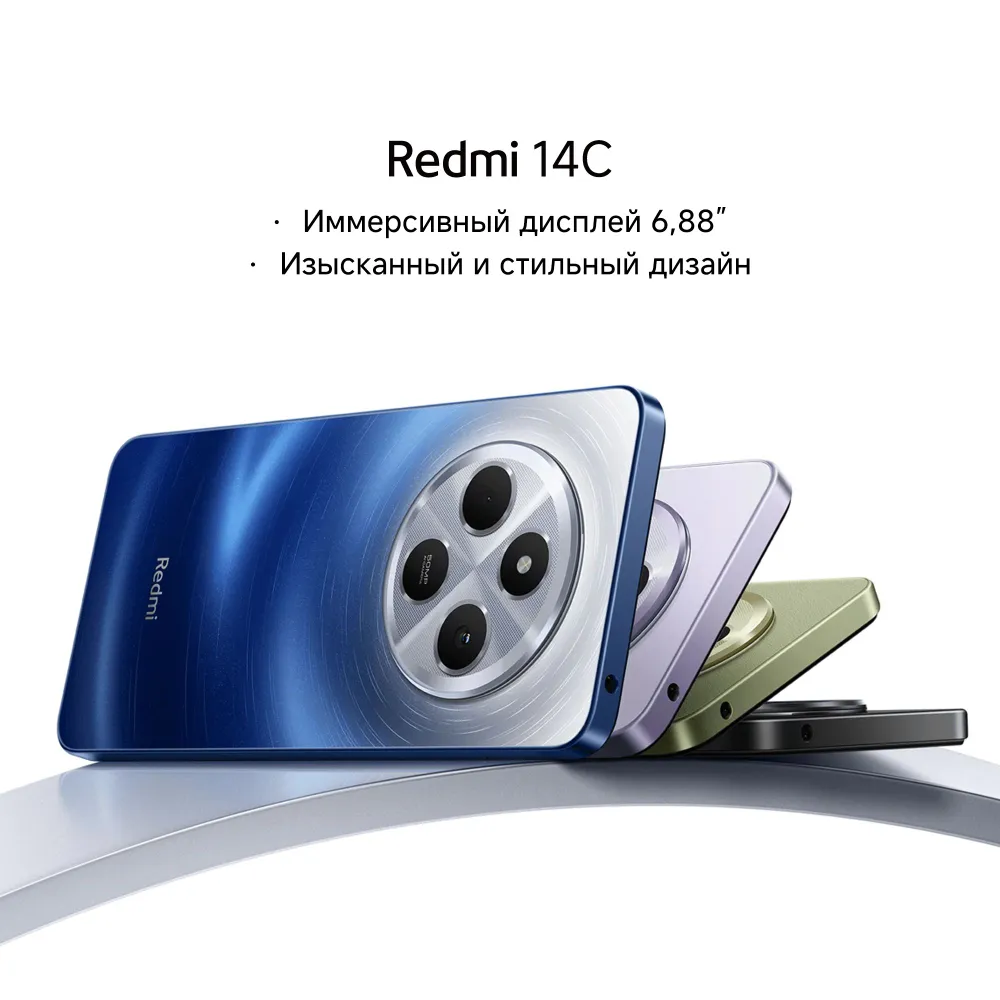 Redmi 14C
· Иммерсивный дисплей 6,88″
· Изысканный и стильный дизайн
Redmi
50MP